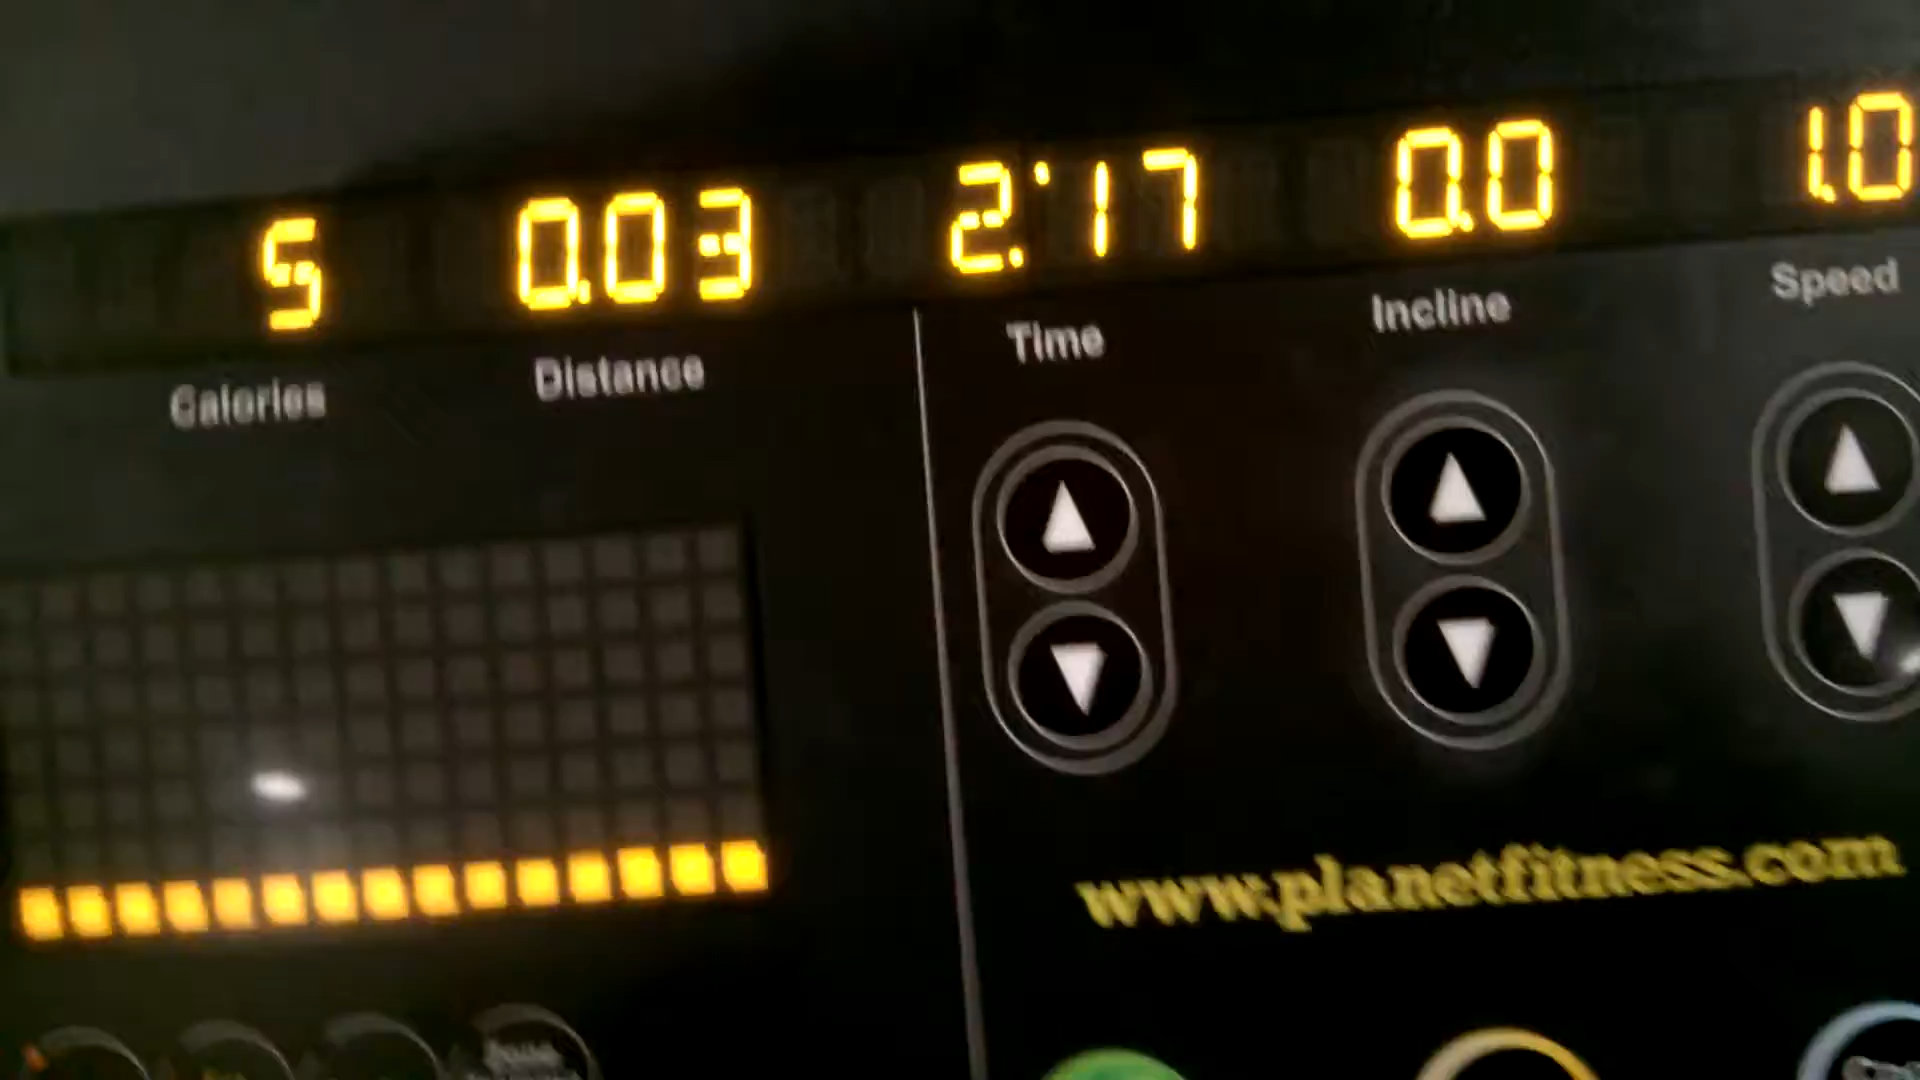 5 0.03 2:17 0.0 1.0
Calories Distance Time Incline Speed
www.planetfitness.com